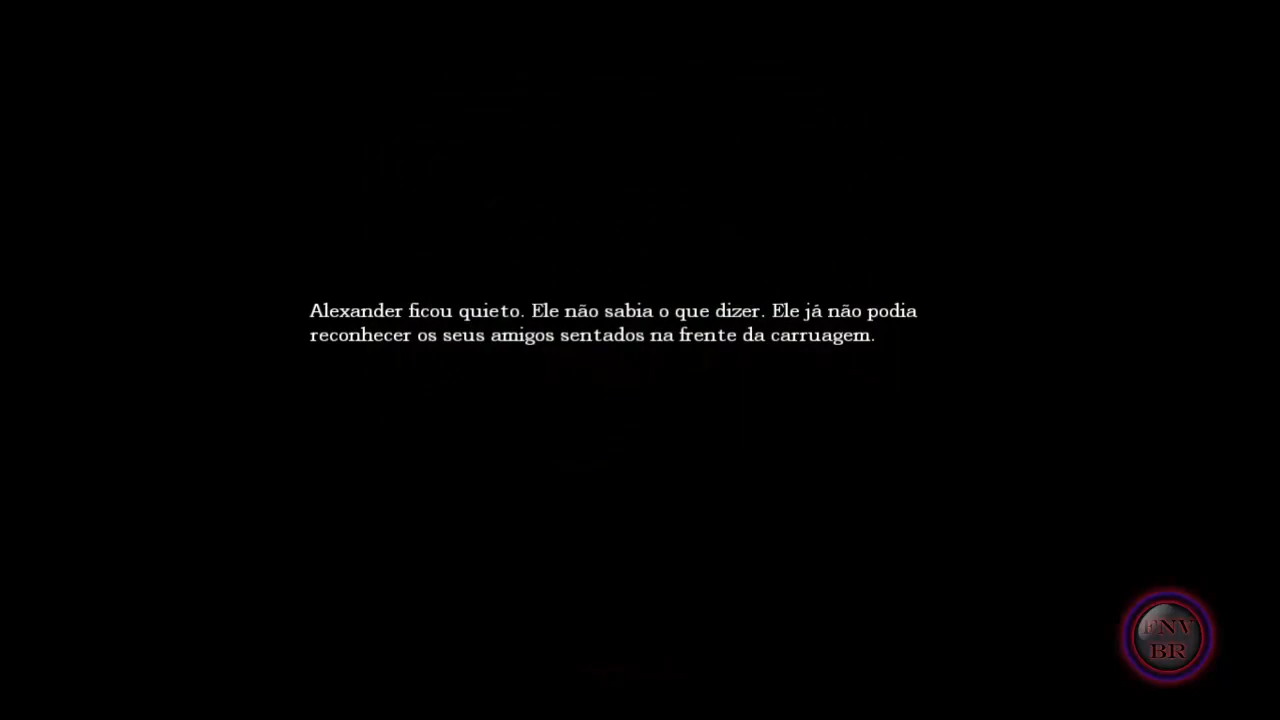 Alexander ficou quieto. Ele não sabia o que dizer. Ele já não podia
reconhecer os seus amigos sentados na frente da carruagem.
FNV
BR